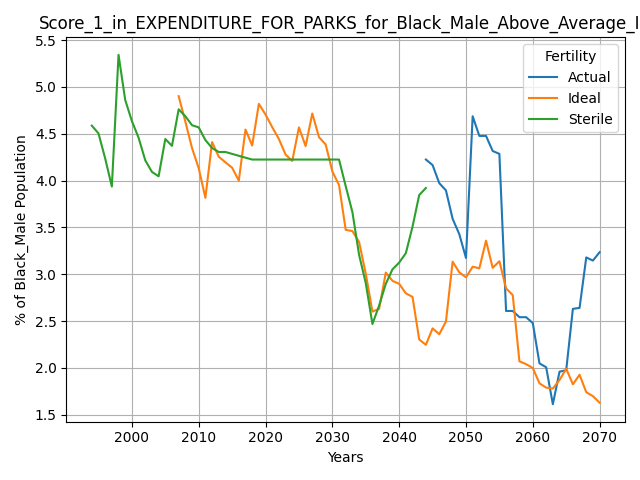 Score_1_in_EXPENDITURE_FOR_PARKS_for_Black_Male_Above_Average_I
5.5
5.0
4.5
4.0
3.5
3.0
2.5
2.0
1.5
% of Black_Male Population
Fertility
Actual
Ideal
Sterile
2000 2010 2020 2030 2040 2050 2060 2070
Years